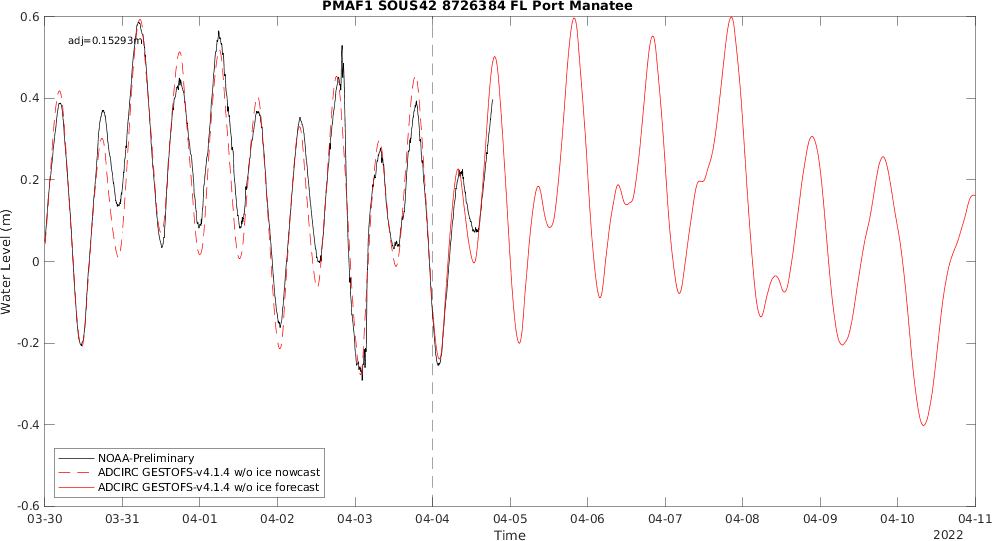 PMAF1 SOUS42 8726384 FL Port Manatee
adj=0.15293m
0.6
0.4
0.2
0
-0.2
-0.4
-0.6
Water Level (m)
NOAA-Preliminary
ADCIRC GESTOFS-v4.1.4 w/o ice nowcast
ADCIRC GESTOFS-v4.1.4 w/o ice forecast
03-30 03-31 04-01 04-02 04-03 04-04 04-05 04-06 04-07 04-08 04-09 04-10 04-11
Time
2022